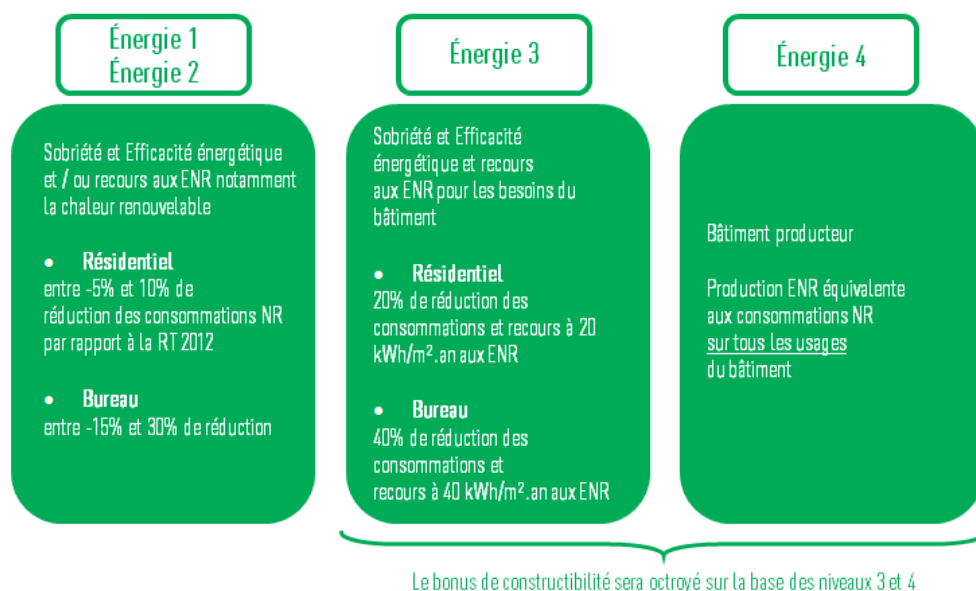 Énergie 1
Énergie 2
Sobriété et Efficacité énergétique
et / ou recours aux ENR notamment
la chaleur renouvelable
• Résidentiel
entre -5% et 10% de
réduction des consommations NR
par rapport à la RT 2012
• Bureau
entre -15% et 30% de réduction
Énergie 3
Sobriété et Efficacité
énergétique et recours
aux ENR pour les besoins du
bâtiment
• Résidentiel
20% de réduction des
consommations et recours à 20
kWh/m².an aux ENR
• Bureau
40% de réduction des
consommations et
recours à 40 kWh/m².an aux ENR
Énergie 4
Bâtiment producteur
Production ENR équivalente
aux consommations NR
sur tous les usages
du bâtiment
Le bonus de constructibilité sera octroyé sur la base des niveaux 3 et 4